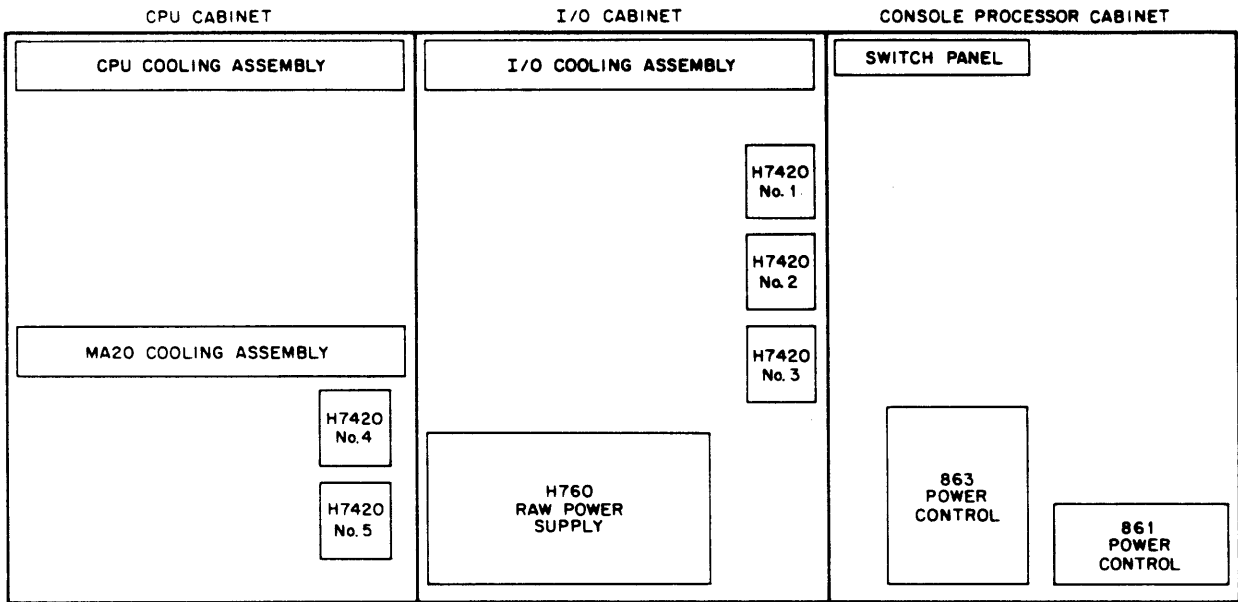 CPU CABINET
I/O CABINET
CONSOLE PROCESSOR CABINET
CPU COOLING ASSEMBLY
I/O COOLING ASSEMBLY
SWITCH PANEL
H7420
No. 1
H7420
No. 2
H7420
No. 3
MA20 COOLING ASSEMBLY
H7420
No. 4
H7420
No. 5
H760
RAW POWER
SUPPLY
863
POWER
CONTROL
861
POWER
CONTROL